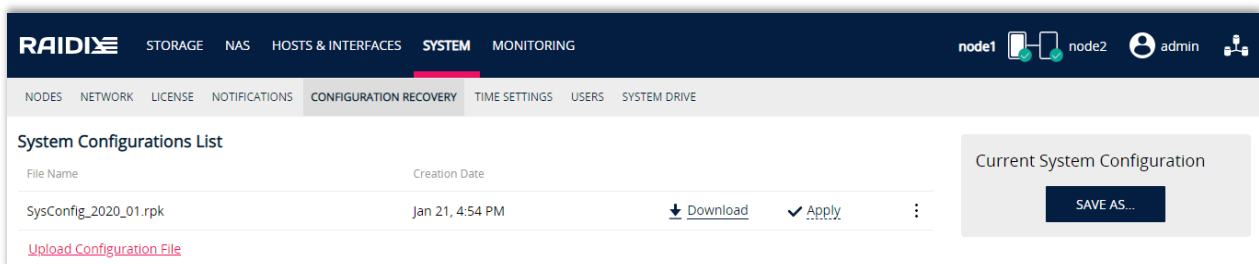 RAIDIX STORAGE NAS HOSTS & INTERFACES SYSTEM MONITORING node1 node2 admin
NODES NETWORK LICENSE NOTIFICATIONS CONFIGURATION RECOVERY TIME SETTINGS USERS SYSTEM DRIVE
System Configurations List
File Name Creation Date
SysConfig_2020_01.rpk Jan 21, 4:54 PM Download Apply
Upload Configuration File
Current System Configuration
SAVE AS...